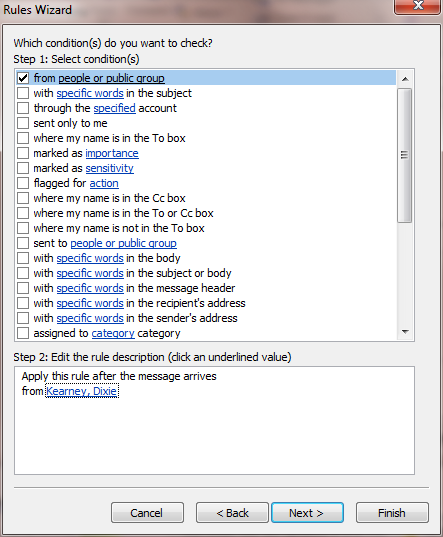 Rules Wizard
Which condition(s) do you want to check?
Step 1: Select condition(s)
from people or public group
with specific words in the subject
through the specified account
sent only to me
where my name is in the To box
marked as importance
marked as sensitivity
flagged for action
where my name is in the Cc box
where my name is in the To or Cc box
where my name is not in the To box
sent to people or public group
with specific words in the body
with specific words in the subject or body
with specific words in the message header
with specific words in the recipient's address
with specific words in the sender's address
assigned to category category
Step 2: Edit the rule description (click an underlined value)
Apply this rule after the message arrives
from Kearney, Dixie
Cancel < Back Next > Finish